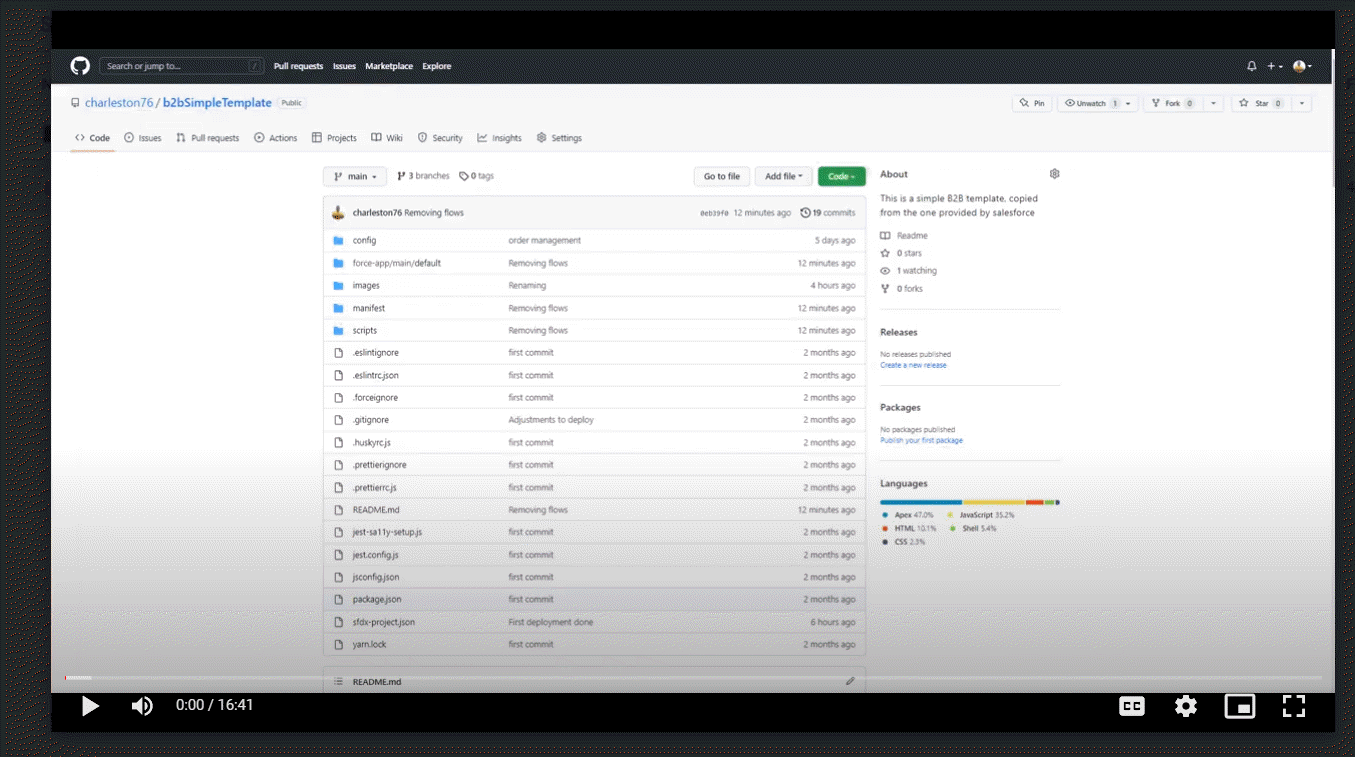 Search or jump to... / Pull requests Issues Marketplace Explore
charleston76 / b2bSimpleTemplate Public Pin Unwatch 1 Fork 0 Star 0
<> Code Issues Pull requests Actions Projects Wiki Security Insights Settings
main 3 branches 0 tags Go to file Add file Code
charleston76 Removing flows 0eb39f0 12 minutes ago 19 commits
config order management 5 days ago
force-app/main/default Removing flows 12 minutes ago
images Renaming 4 hours ago
manifest Removing flows 12 minutes ago
scripts Removing flows 12 minutes ago
.eslintignore first commit 2 months ago
.eslintrc.json first commit 2 months ago
.forceignore first commit 2 months ago
.gitignore Adjustments to deploy 2 months ago
.huskyrc.js first commit 2 months ago
.prettierignore first commit 2 months ago
.prettierrc.js first commit 2 months ago
README.md Removing flows 12 minutes ago
jest-sa11y-setup.js first commit 2 months ago
jest.config.js first commit 2 months ago
jsconfig.json first commit 2 months ago
package.json first commit 2 months ago
sfdx-project.json First deployment done 6 hours ago
yarn.lock first commit 2 months ago
README.md
About
This is a simple B2B template, copied
from the one provided by salesforce
Readme
0 stars
1 watching
0 forks
Releases
No releases published
Create a new release
Packages
No packages published
Publish your first package
Languages
Apex 47.0% JavaScript 35.2%
HTML 10.1% Shell 5.4%
CSS 2.3%
0:00 / 16:41
CC